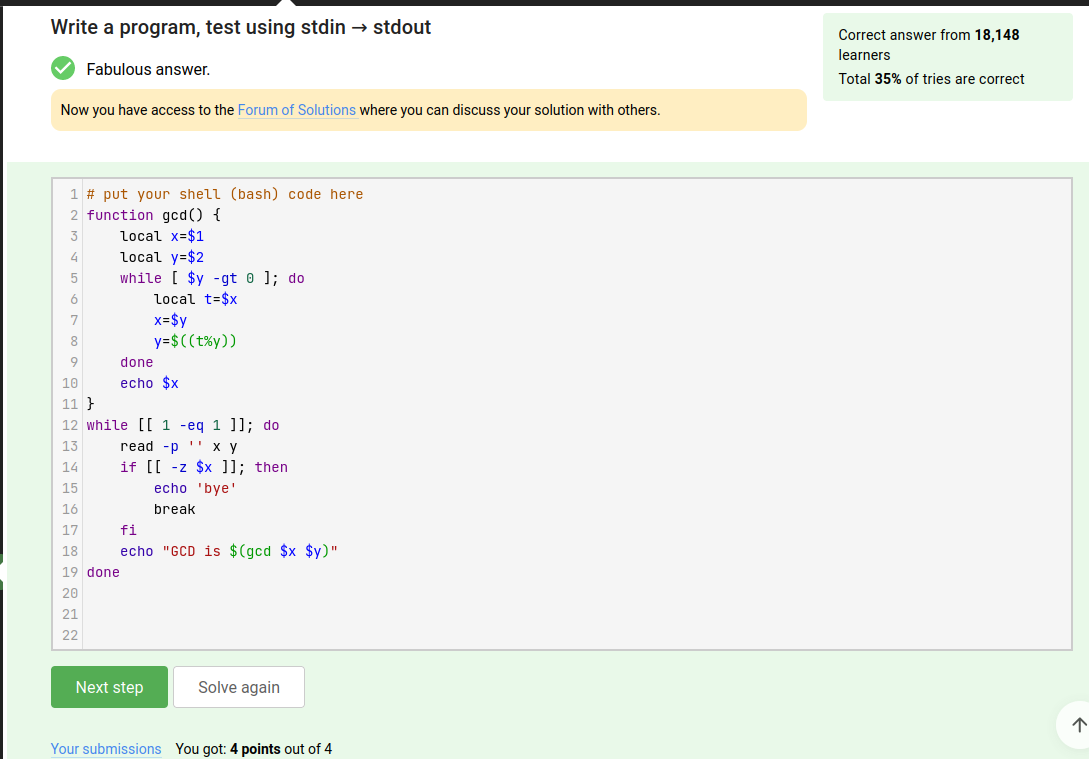 Write a program, test using stdin → stdout
Correct answer from 18,148
learners
Total 35% of tries are correct
Fabulous answer.
Now you have access to the Forum of Solutions where you can discuss your solution with others.
1 # put your shell (bash) code here
2 function gcd() {
3     local x=$1
4     local y=$2
5     while [ $y -gt 0 ]; do
6         local t=$x
7         x=$y
8         y=$((t%y))
9     done
10     echo $x
11 }
12 while [[ 1 -eq 1 ]]; do
13     read -p '' x y
14     if [[ -z $x ]]; then
15         echo 'bye'
16         break
17     fi
18     echo "GCD is $(gcd $x $y)"
19 done
20
21
22
Next step
Solve again
Your submissions You got: 4 points out of 4